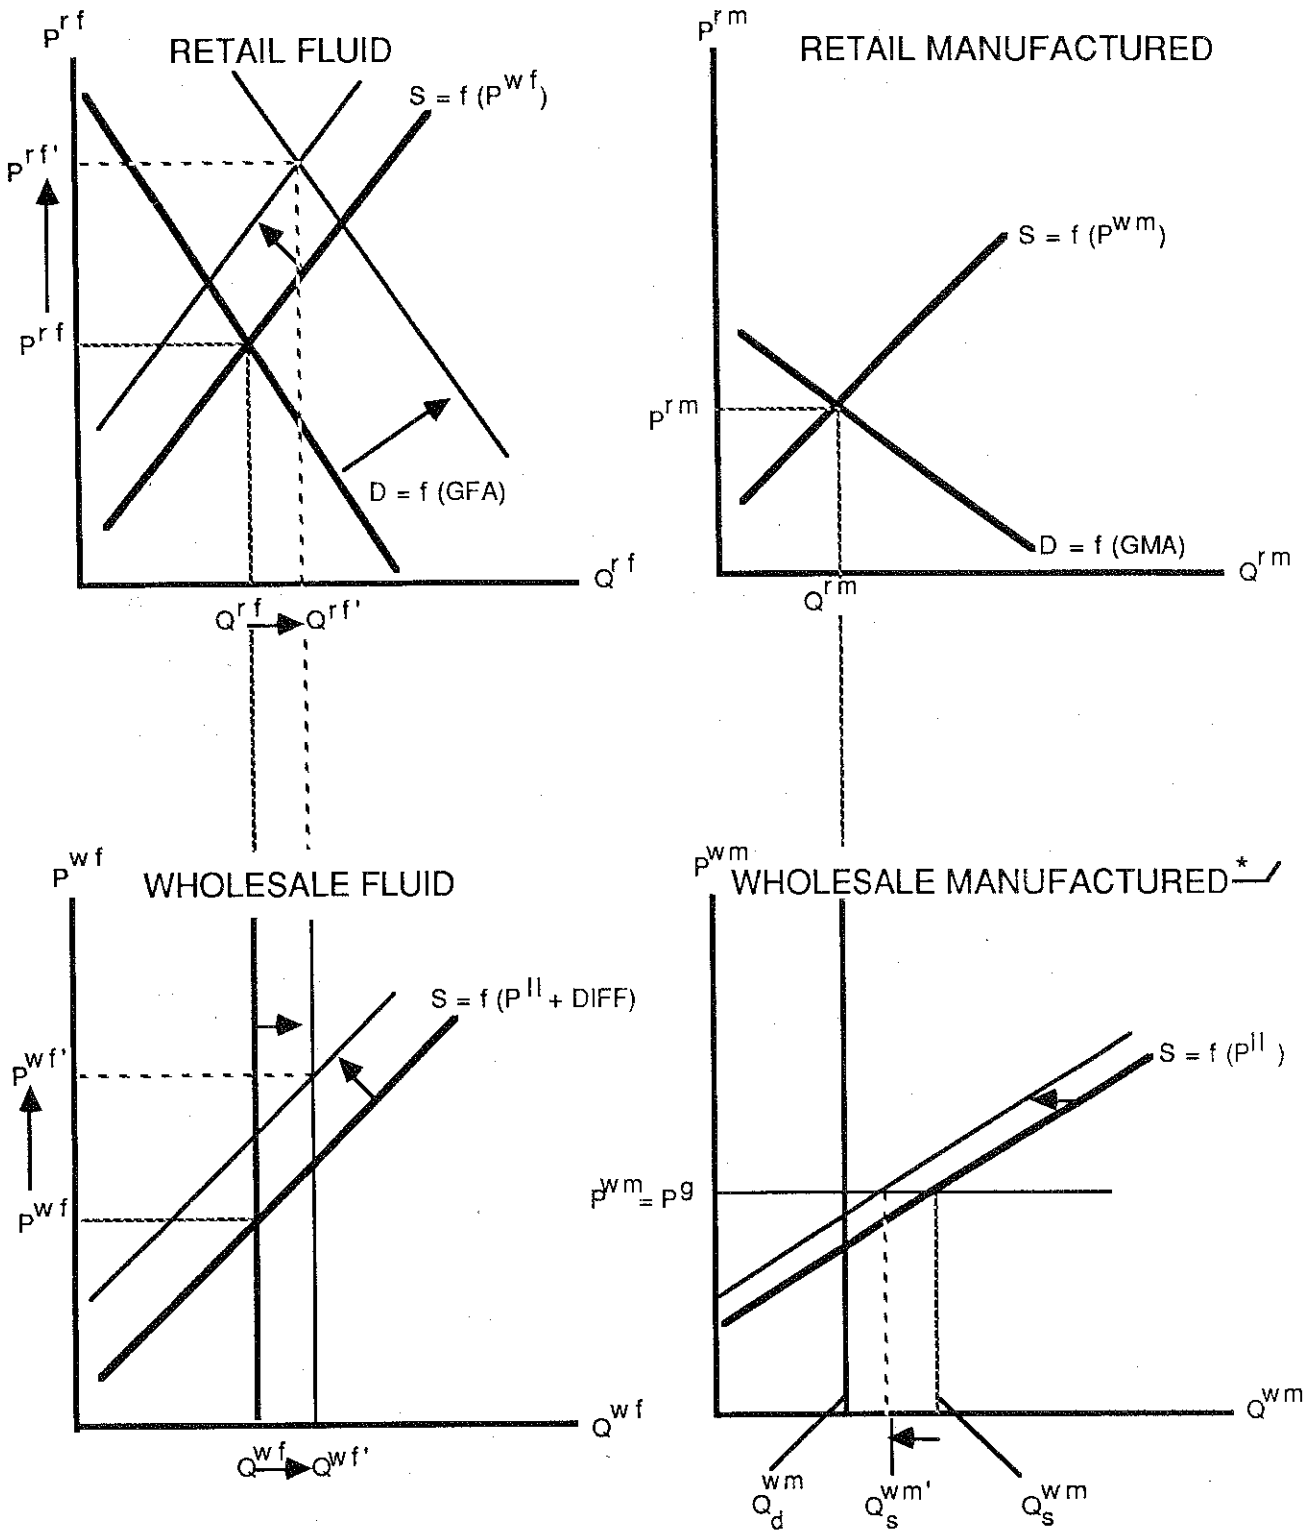 P^rf
RETAIL FLUID
S = f (P^wf)
P^rf'
P^rf
D = f (GFA)
Q^rf
Q^rf
Q^rf'
P^rm
RETAIL MANUFACTURED
S = f (P^wm)
P^rm
D = f (GMA)
Q^rm
Q^rm
P^wf
WHOLESALE FLUID
S = f (P^II + DIFF)
P^wf'
P^wf
Q^wf
Q^wf
Q^wf'
P^wm
WHOLESALE MANUFACTURED*
S = f (P^II )
P^wm = P^g
Q^wm
Q_d^wm
Q_s^wm'
Q_s^wm